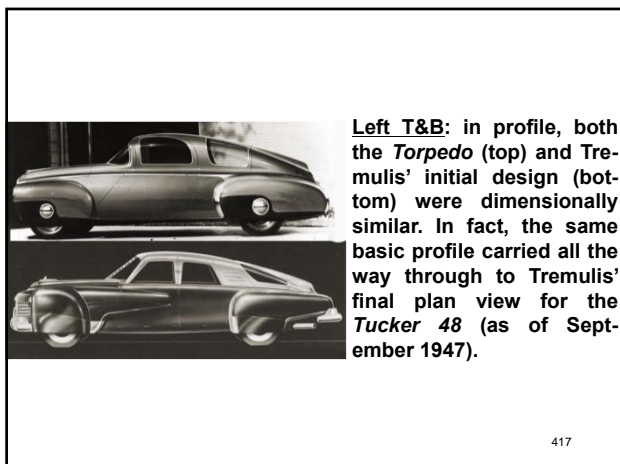 Left T&B: in profile, both
the Torpedo (top) and Tre-
mulis’ initial design (bot-
tom) were dimensionally
similar. In fact, the same
basic profile carried all the
way through to Tremulis’
final plan view for the
Tucker 48 (as of Sept-
ember 1947).
417